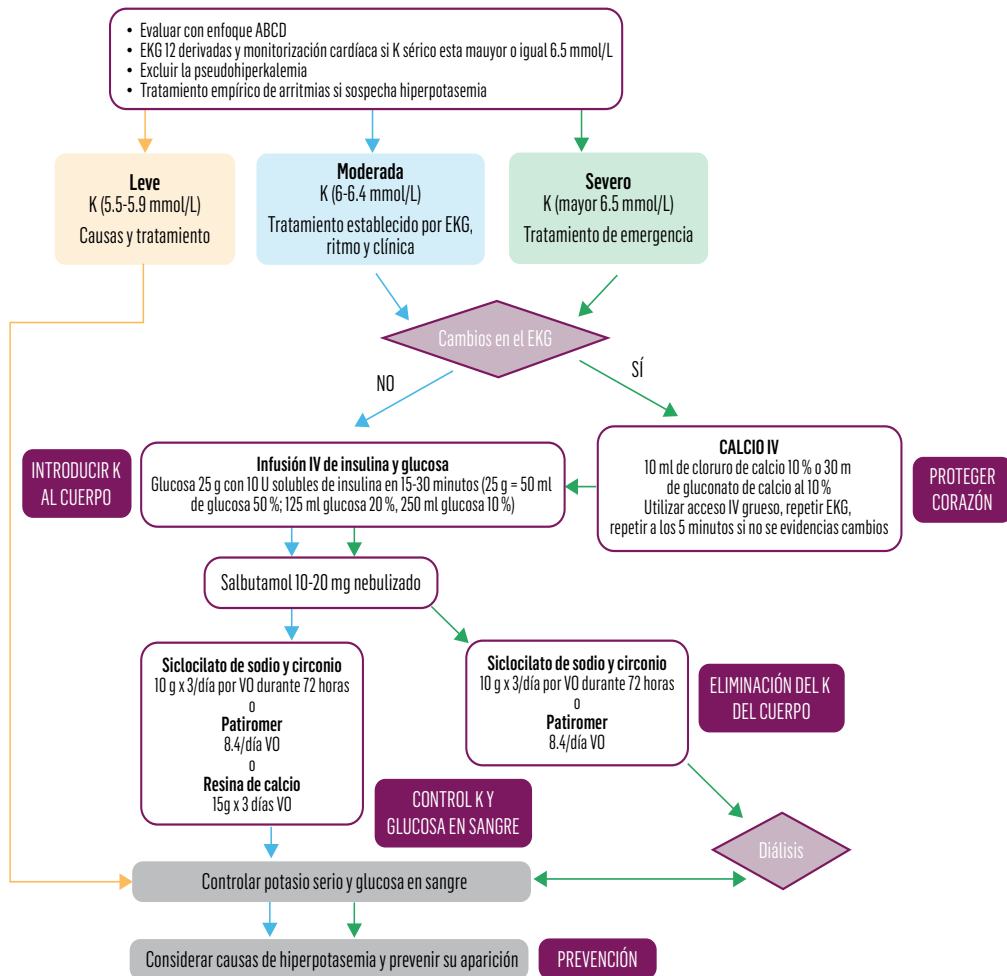 • Evaluar con enfoque ABCD
• EKG 12 derivadas y monitorización cardíaca si K sérico esta mauyor o igual 6.5 mmol/L
• Excluir la pseudohiperkalemia
• Tratamiento empírico de arritmias si sospecha hiperpotasemia
Leve
K (5.5-5.9 mmol/L)
Causas y tratamiento
Moderada
K (6-6.4 mmol/L)
Tratamiento establecido por EKG,
ritmo y clínica
Severo
K (mayor 6.5 mmol/L)
Tratamiento de emergencia
Cambios en el EKG
NO
SÍ
INTRODUCIR K
AL CUERPO
Infusión IV de insulina y glucosa
Glucosa 25 g con 10 U solubles de insulina en 15-30 minutos (25 g = 50 ml
de glucosa 50 %; 125 ml glucosa 20 %, 250 ml glucosa 10 %)
CALCIO IV
10 ml de cloruro de calcio 10 % o 30 m
de gluconato de calcio al 10 %
Utilizar acceso IV grueso, repetir EKG,
repetir a los 5 minutos si no se evidencias cambios
PROTEGER
CORAZÓN
Salbutamol 10-20 mg nebulizado
Siclocilato de sodio y circonio
10 g x 3/día por VO durante 72 horas
o
Patiromer
8.4/día VO
o
Resina de calcio
15g x 3 días VO
Siclocilato de sodio y circonio
10 g x 3/día por VO durante 72 horas
o
Patiromer
8.4/día VO
ELIMINACIÓN DEL K
DEL CUERPO
CONTROL K Y
GLUCOSA EN SANGRE
Diálisis
Controlar potasio serio y glucosa en sangre
Considerar causas de hiperpotasemia y prevenir su aparición
PREVENCIÓN